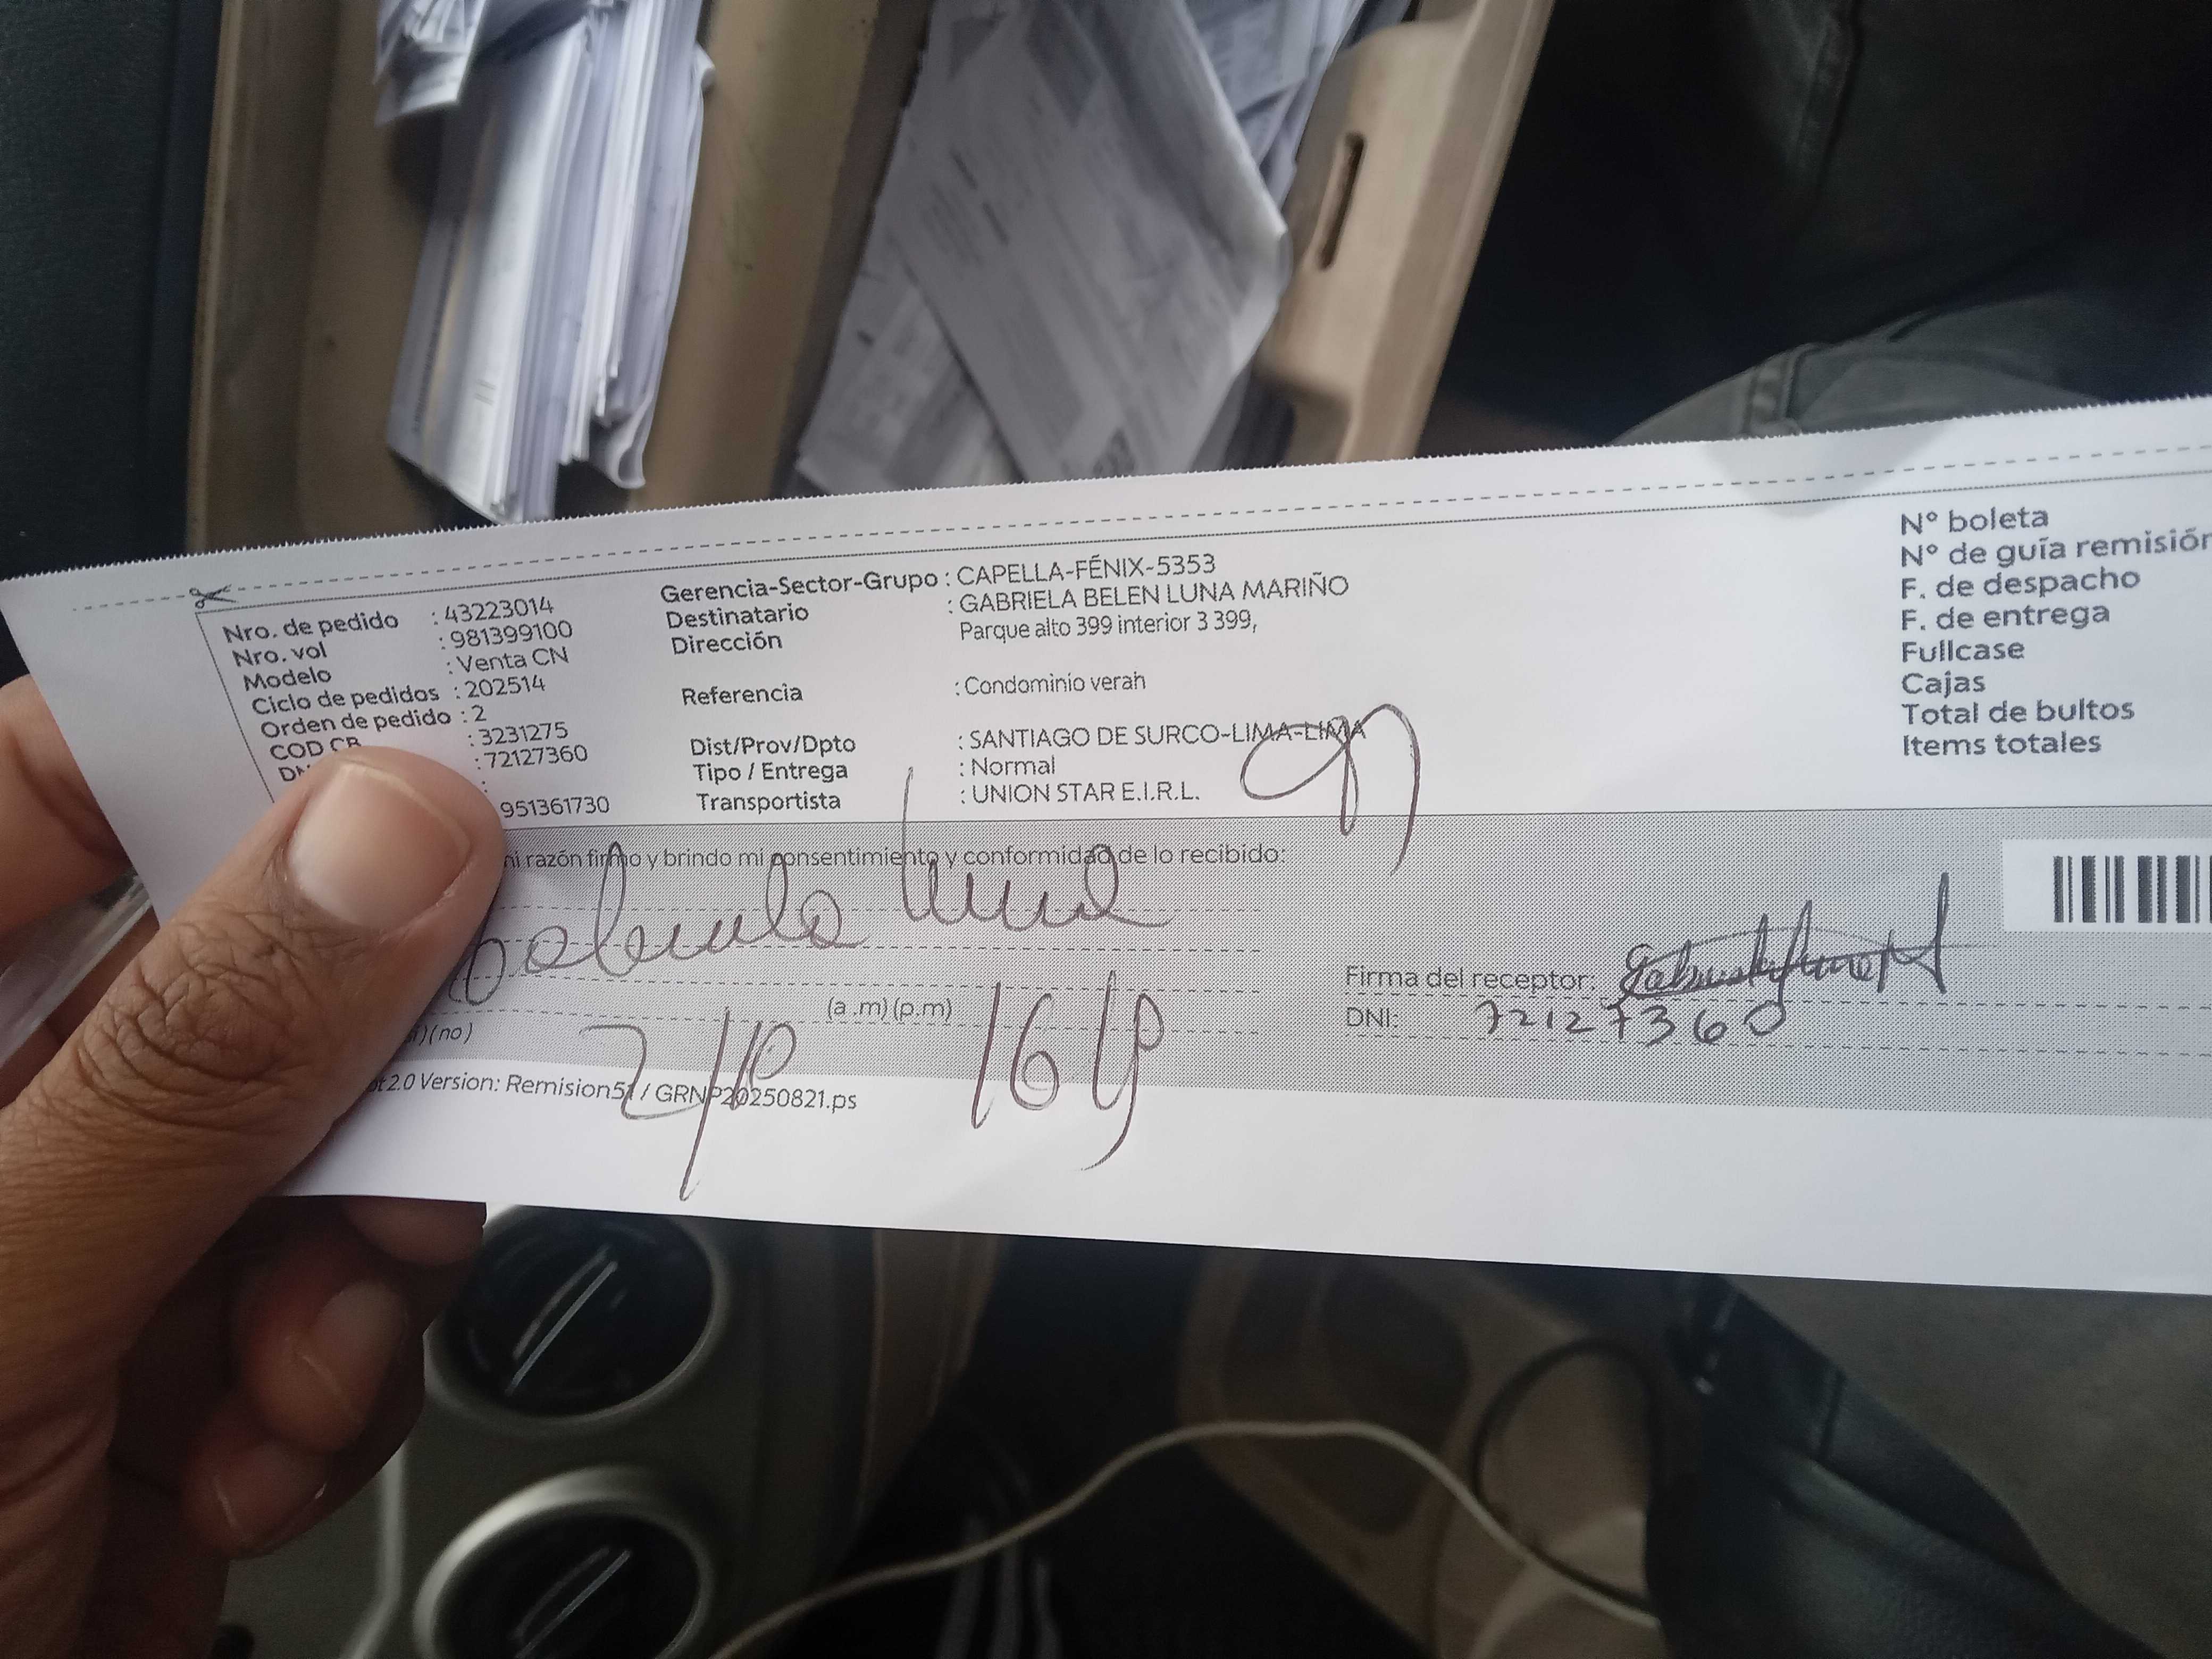 Nro. de pedido : 43223014
Nro. vol : 981399100
Modelo : Venta CN
Ciclo de pedidos : 202514
Orden de pedido : 2
COD CB : 3231275
: 72127360
:
951361730
Gerencia-Sector-Grupo : CAPELLA-FÉNIX-5353
Destinatario : GABRIELA BELEN LUNA MARIÑO
Dirección Parque alto 399 interior 3 399,
Referencia : Condominio verah
Dist/Prov/Dpto : SANTIAGO DE SURCO-LIMA-LIMA
Tipo / Entrega : Normal
Transportista : UNION STAR E.I.R.L.
N° boleta
N° de guía remisión
F. de despacho
F. de entrega
Fullcase
Cajas
Total de bultos
Items totales
razón firmo y brindo mi consentimiento y conformidad de lo recibido:
Luna
(a.m) (p.m)
(no)
2.0 Version: Remision51 / GRNP20250821.ps
Firma del receptor:
DNI: 72127360